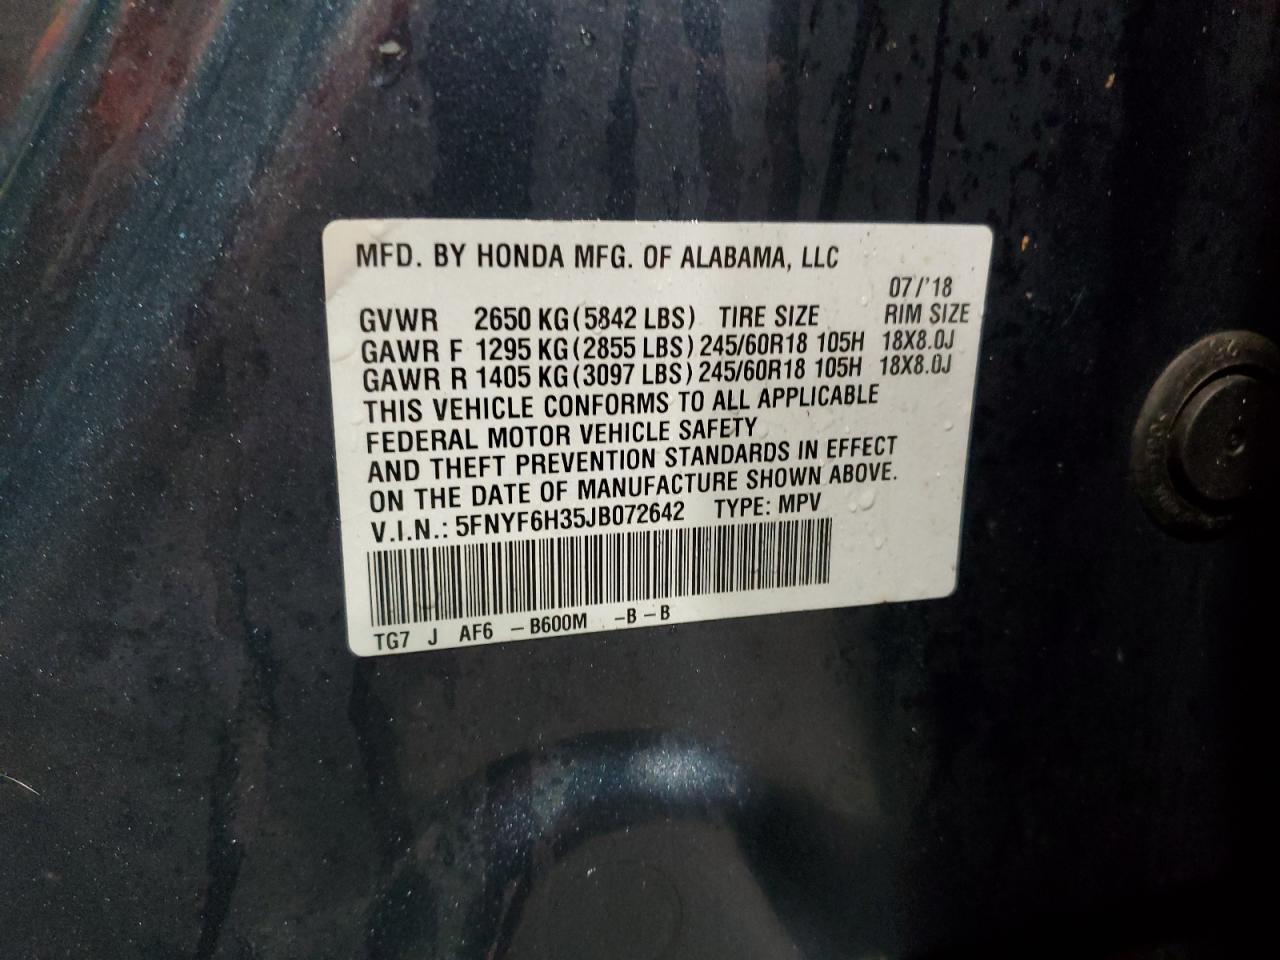 MFD. BY HONDA MFG. OF ALABAMA, LLC
07/'18
GVWR 2650 KG (5842 LBS) TIRE SIZE RIM SIZE
GAWR F 1295 KG (2855 LBS) 245/60R18 105H 18X8.0J
GAWR R 1405 KG (3097 LBS) 245/60R18 105H 18X8.0J
THIS VEHICLE CONFORMS TO ALL APPLICABLE
FEDERAL MOTOR VEHICLE SAFETY
AND THEFT PREVENTION STANDARDS IN EFFECT
ON THE DATE OF MANUFACTURE SHOWN ABOVE.
V.I.N.: 5FNYF6H35JB072642 TYPE: MPV
TG7 J AF6 - B600M - B - B